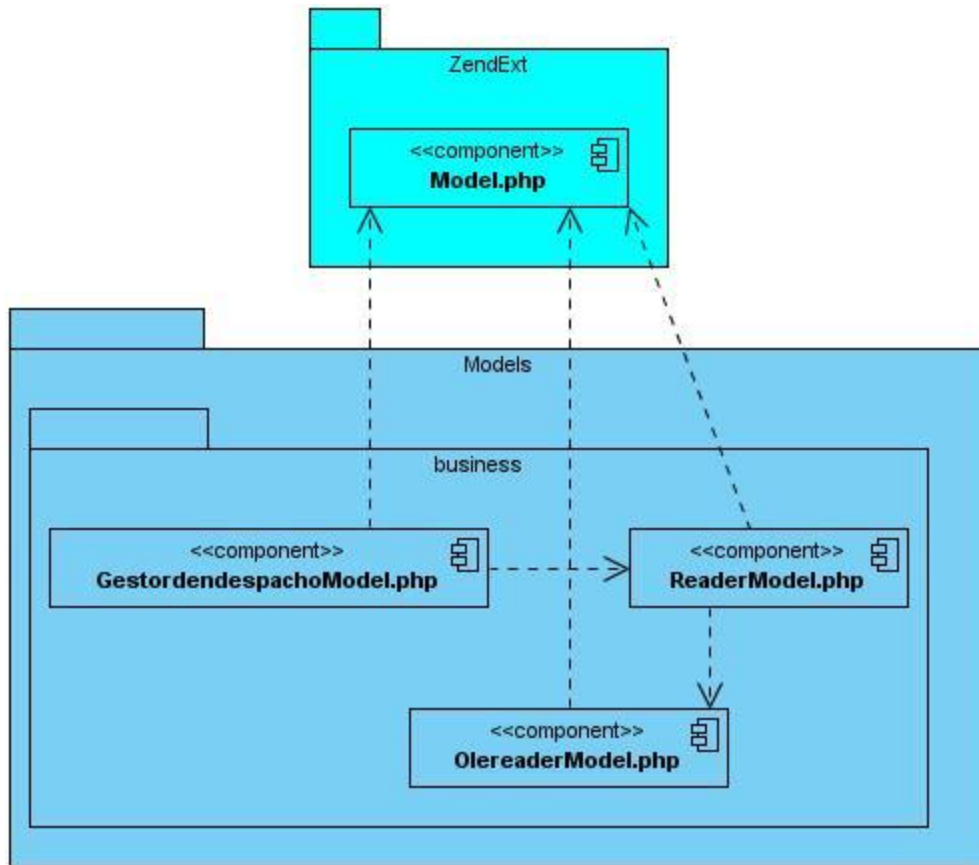 ZendExt
<<component>>
Model.php
Models
business
<<component>>
GestordendespachoModel.php
<<component>>
ReaderModel.php
<<component>>
OlereaderModel.php